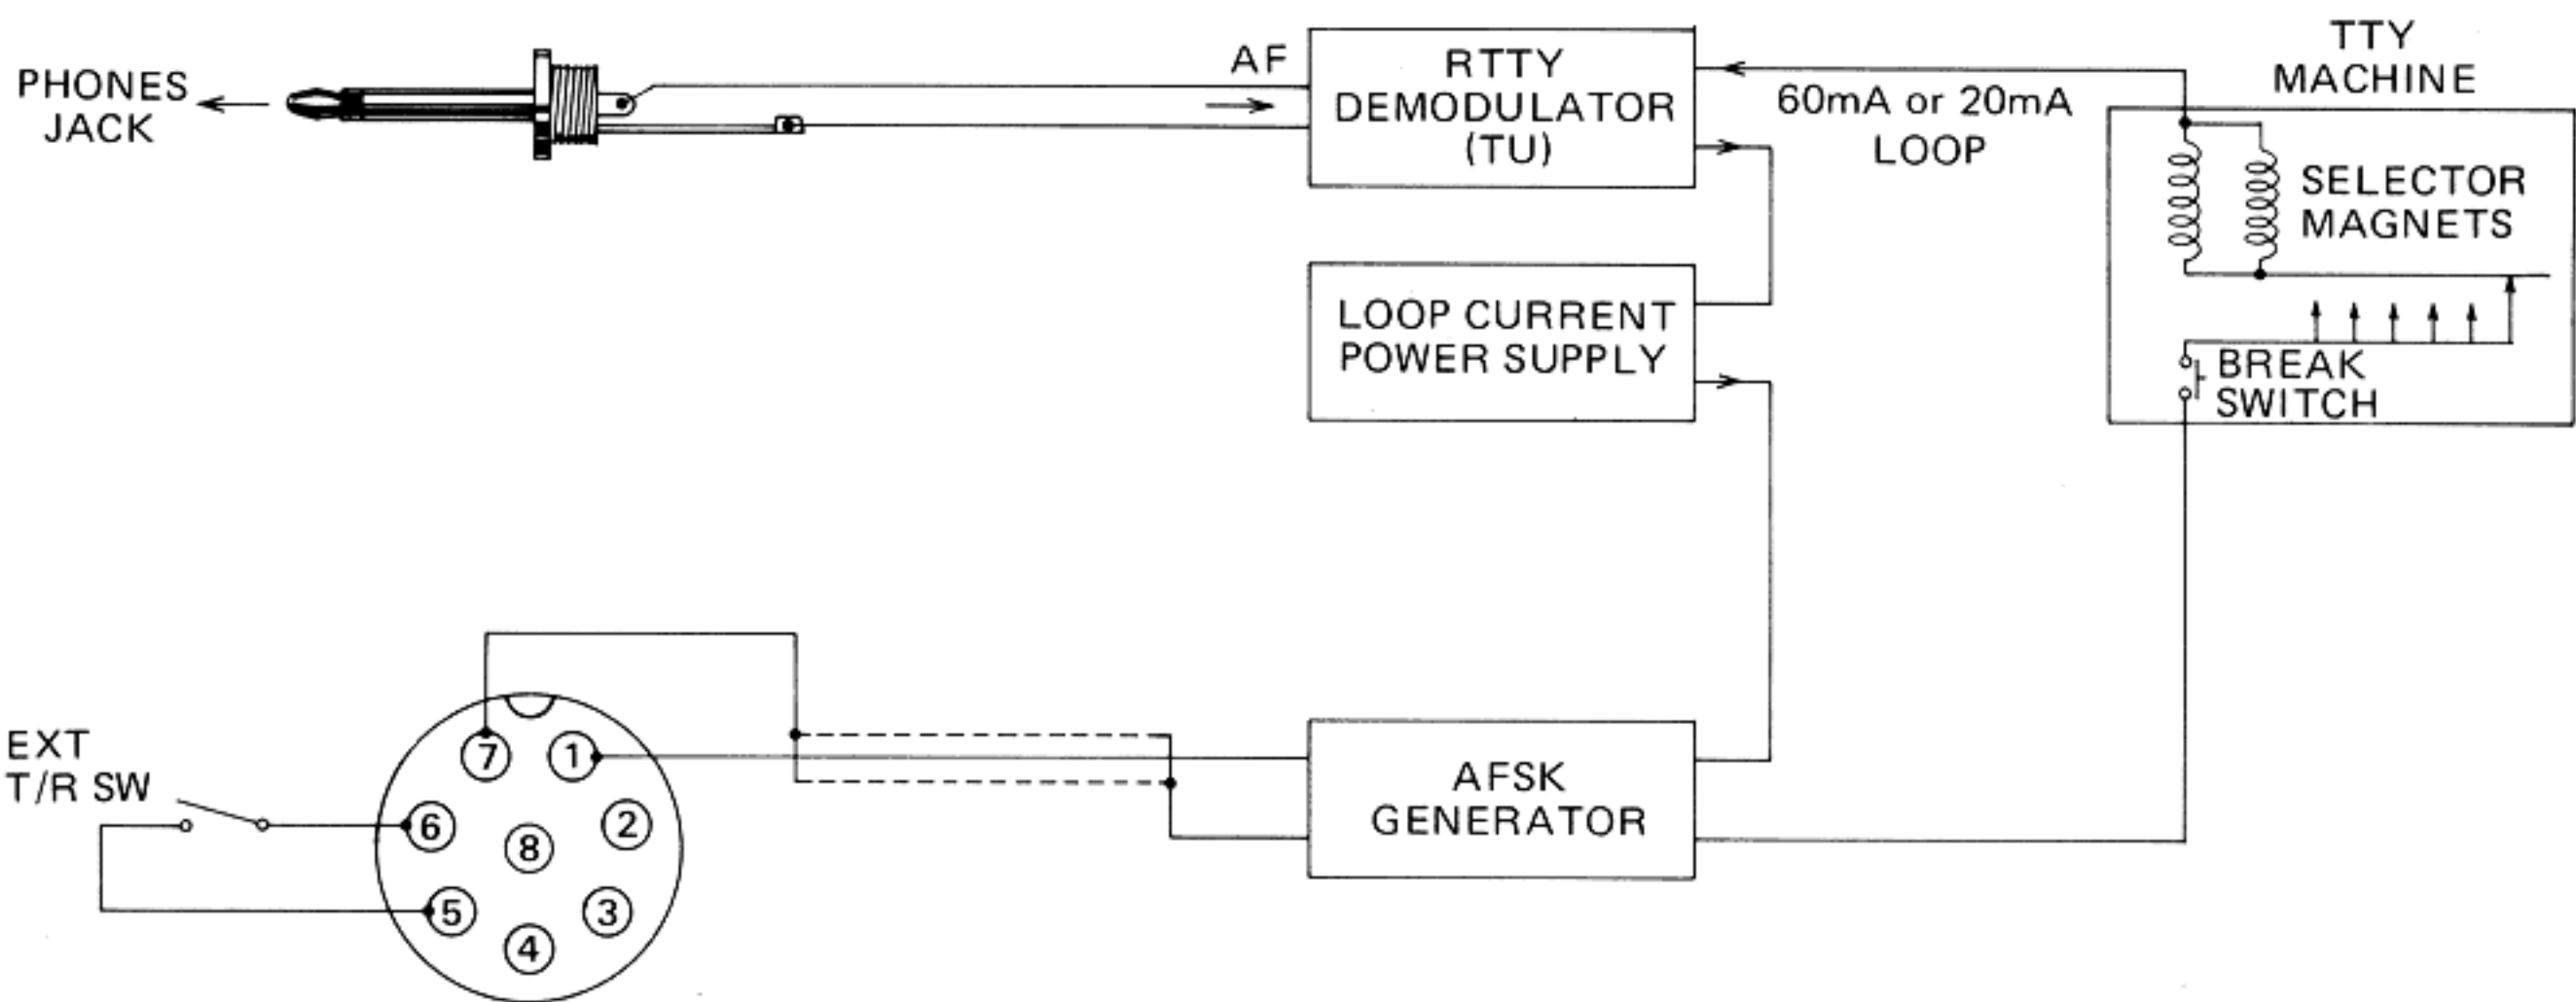 PHONES
JACK
AF
RTTY
DEMODULATOR
(TU)
60mA or 20mA
LOOP
TTY
MACHINE
SELECTOR
MAGNETS
BREAK
SWITCH
LOOP CURRENT
POWER SUPPLY
EXT
T/R SW
7
1
6
2
8
5
3
4
AFSK
GENERATOR